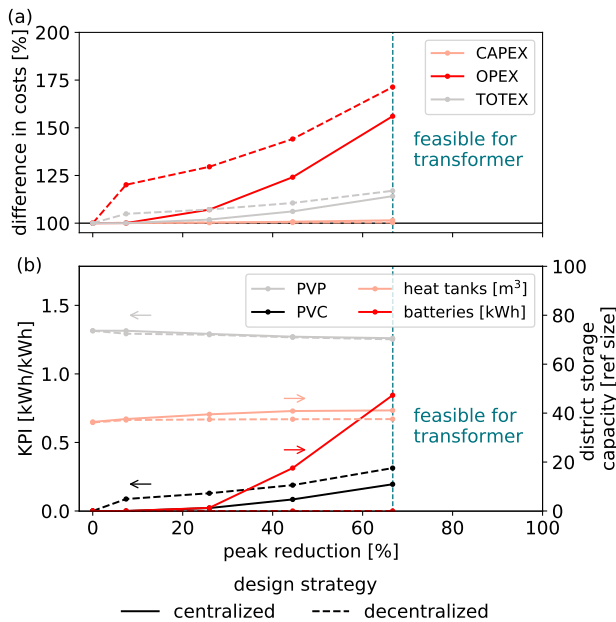 (a)
200
175
150
125
100
difference in costs [%]
CAPEX
OPEX
TOTEX
feasible for
transformer
(b)
1.5
1.0
0.5
0.0
KPI [kWh/kWh]
PVP
PVC
heat tanks [m³]
batteries [kWh]
feasible for
transformer
100
80
60
40
20
0
district storage
capacity [ref size]
0 20 40 60 80 100
peak reduction [%]
design strategy
centralized decentralized